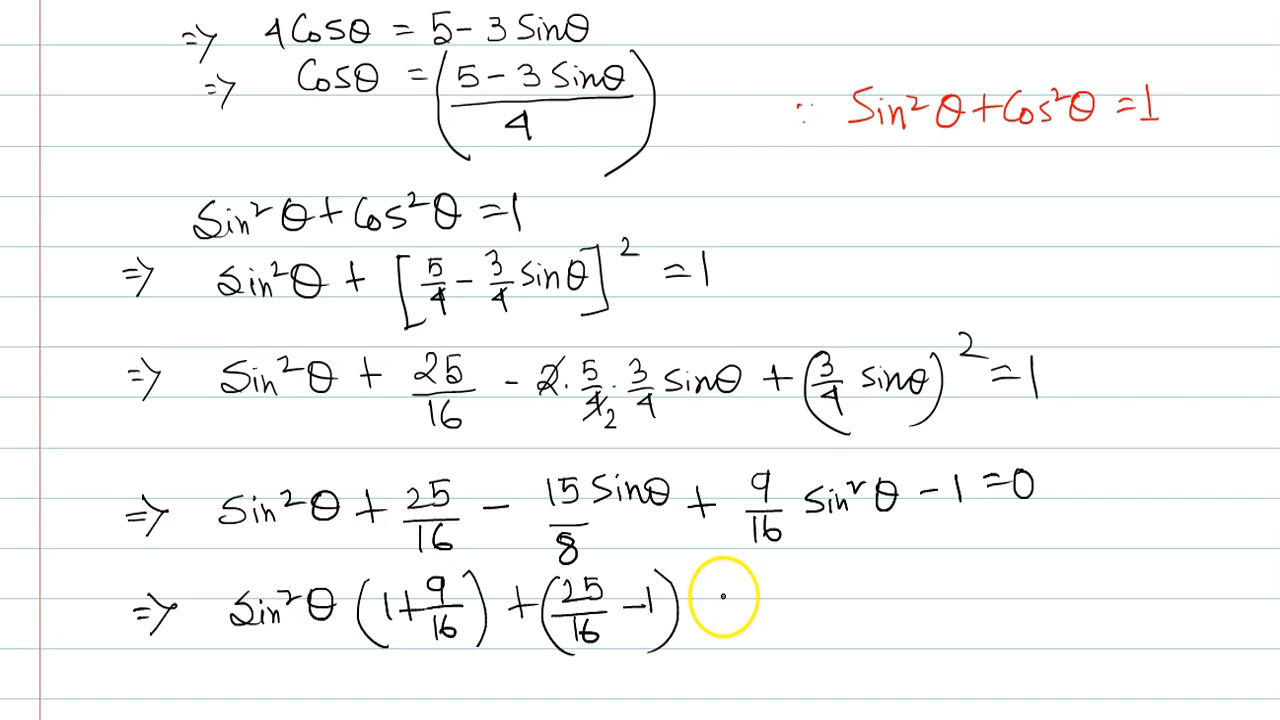 => 4Cosθ = 5 - 3 Sinθ
=> Cosθ = (5 - 3 Sinθ / 4)
∵ Sin²θ + Cos²θ = 1
Sin²θ + Cos²θ = 1
=> Sin²θ + [5/4 - 3/4 Sinθ]² = 1
=> Sin²θ + 25/16 - 2. 5/4₂ . 3/4 Sinθ + (3/4 Sinθ)² = 1
=> Sin²θ + 25/16 - 15 Sinθ/8 + 9/16 Sin²θ - 1 = 0
=> Sin²θ (1 + 9/16) + (25/16 - 1)